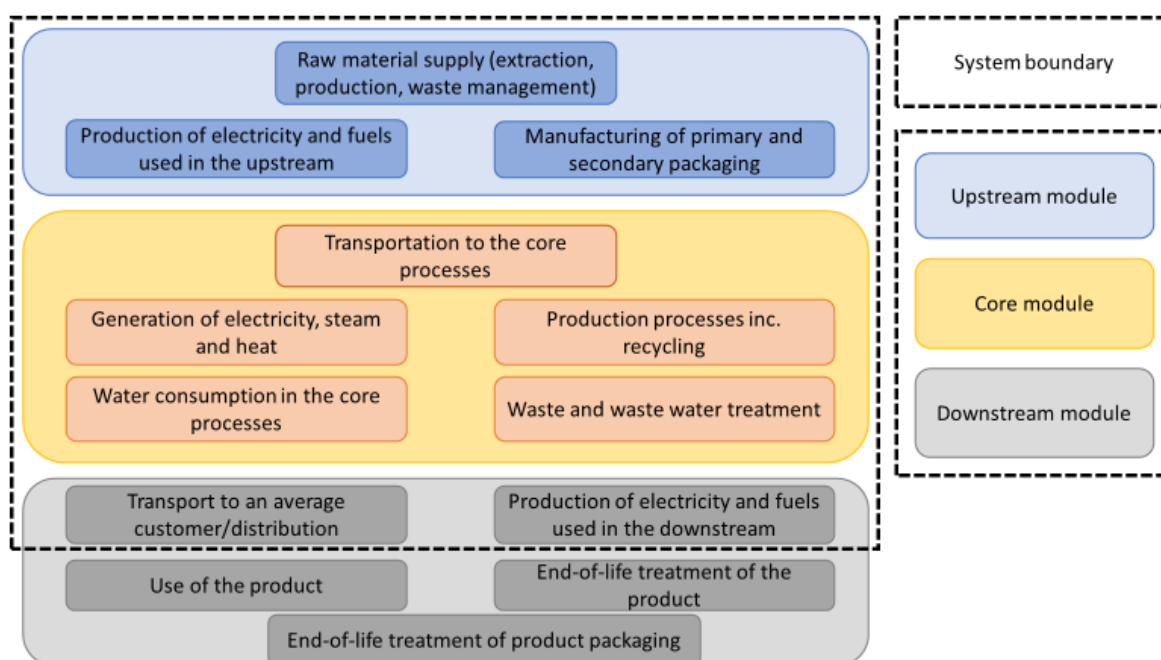 Raw material supply (extraction,
production, waste management)
Production of electricity and fuels
used in the upstream
Manufacturing of primary and
secondary packaging
Transportation to the core
processes
Generation of electricity, steam
and heat
Production processes inc.
recycling
Water consumption in the core
processes
Waste and waste water treatment
Transport to an average
customer/distribution
Production of electricity and fuels
used in the downstream
Use of the product
End-of-life treatment of the
product
End-of-life treatment of product packaging
System boundary
Upstream module
Core module
Downstream module